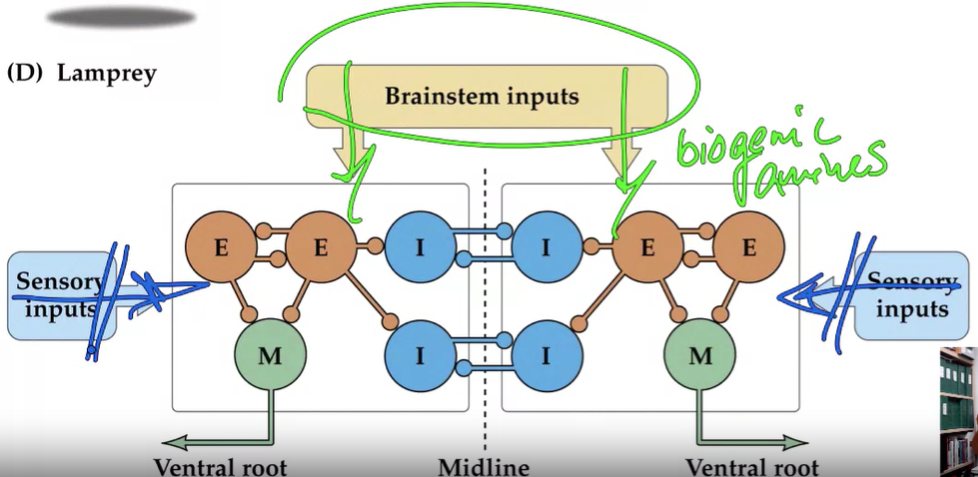 (D) Lamprey
Brainstem inputs
biogenic
amines
E E I I E E
Sensory
inputs
Sensory
inputs
M I I M
Ventral root Midline Ventral root